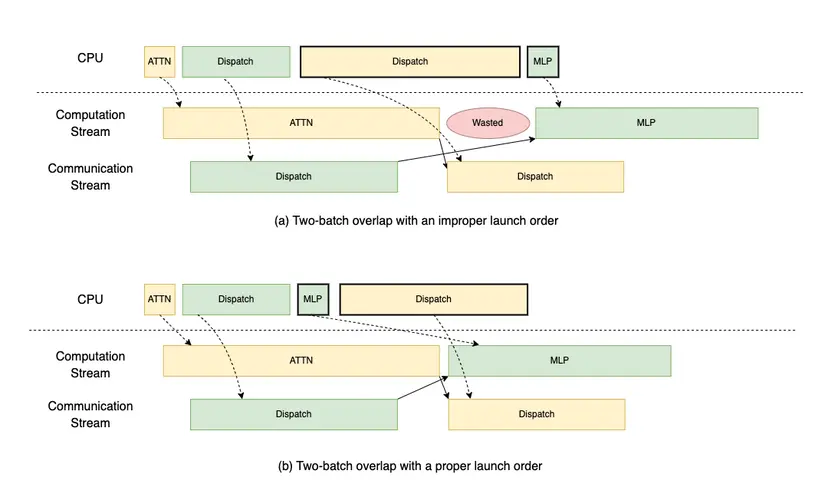 CPU
ATTN
Dispatch
Dispatch
MLP
Computation
Stream
ATTN
Wasted
MLP
Communication
Stream
Dispatch
Dispatch
(a) Two-batch overlap with an improper launch order
CPU
ATTN
Dispatch
MLP
Dispatch
Computation
Stream
ATTN
MLP
Communication
Stream
Dispatch
Dispatch
(b) Two-batch overlap with a proper launch order